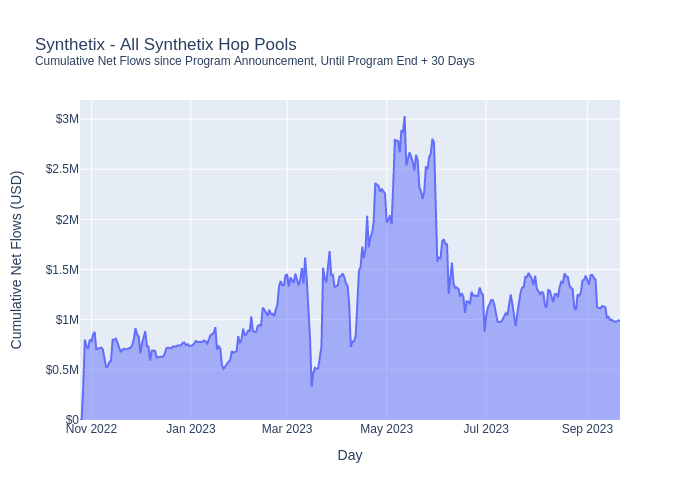 Synthetix - All Synthetix Hop Pools
Cumulative Net Flows since Program Announcement, Until Program End + 30 Days
Cumulative Net Flows (USD)
$3M
$2.5M
$2M
$1.5M
$1M
$0.5M
$0
Nov 2022
Jan 2023
Mar 2023
May 2023
Jul 2023
Sep 2023
Day